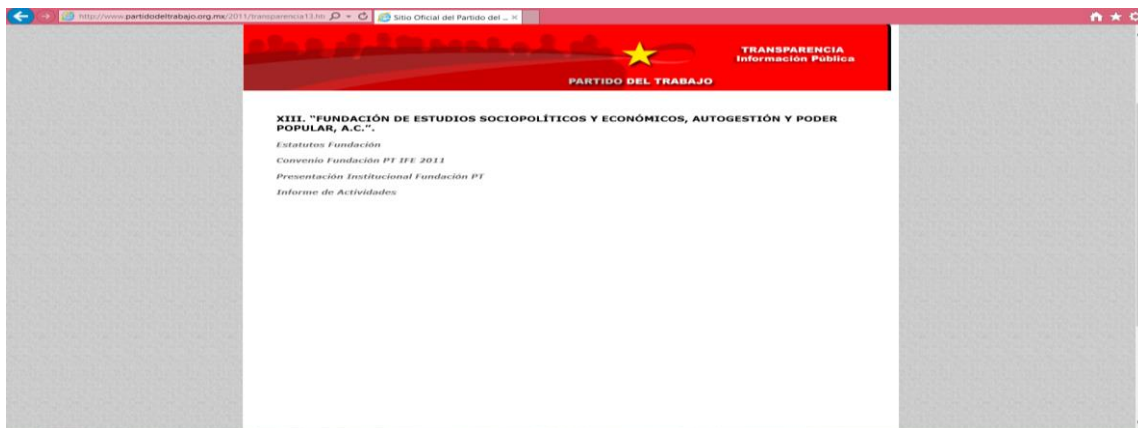 http://www.partidodeltrabajo.org.mx/2011/transparencia13.ht
Sitio Oficial del Partido del ...
TRANSPARENCIA
Información Pública
PARTIDO DEL TRABAJO
XIII. "FUNDACIÓN DE ESTUDIOS SOCIOPOLÍTICOS Y ECONÓMICOS, AUTOGESTIÓN Y PODER
POPULAR, A.C.".
Estatutos Fundación
Convenio Fundación PT IFE 2011
Presentación Institucional Fundación PT
Informe de Actividades